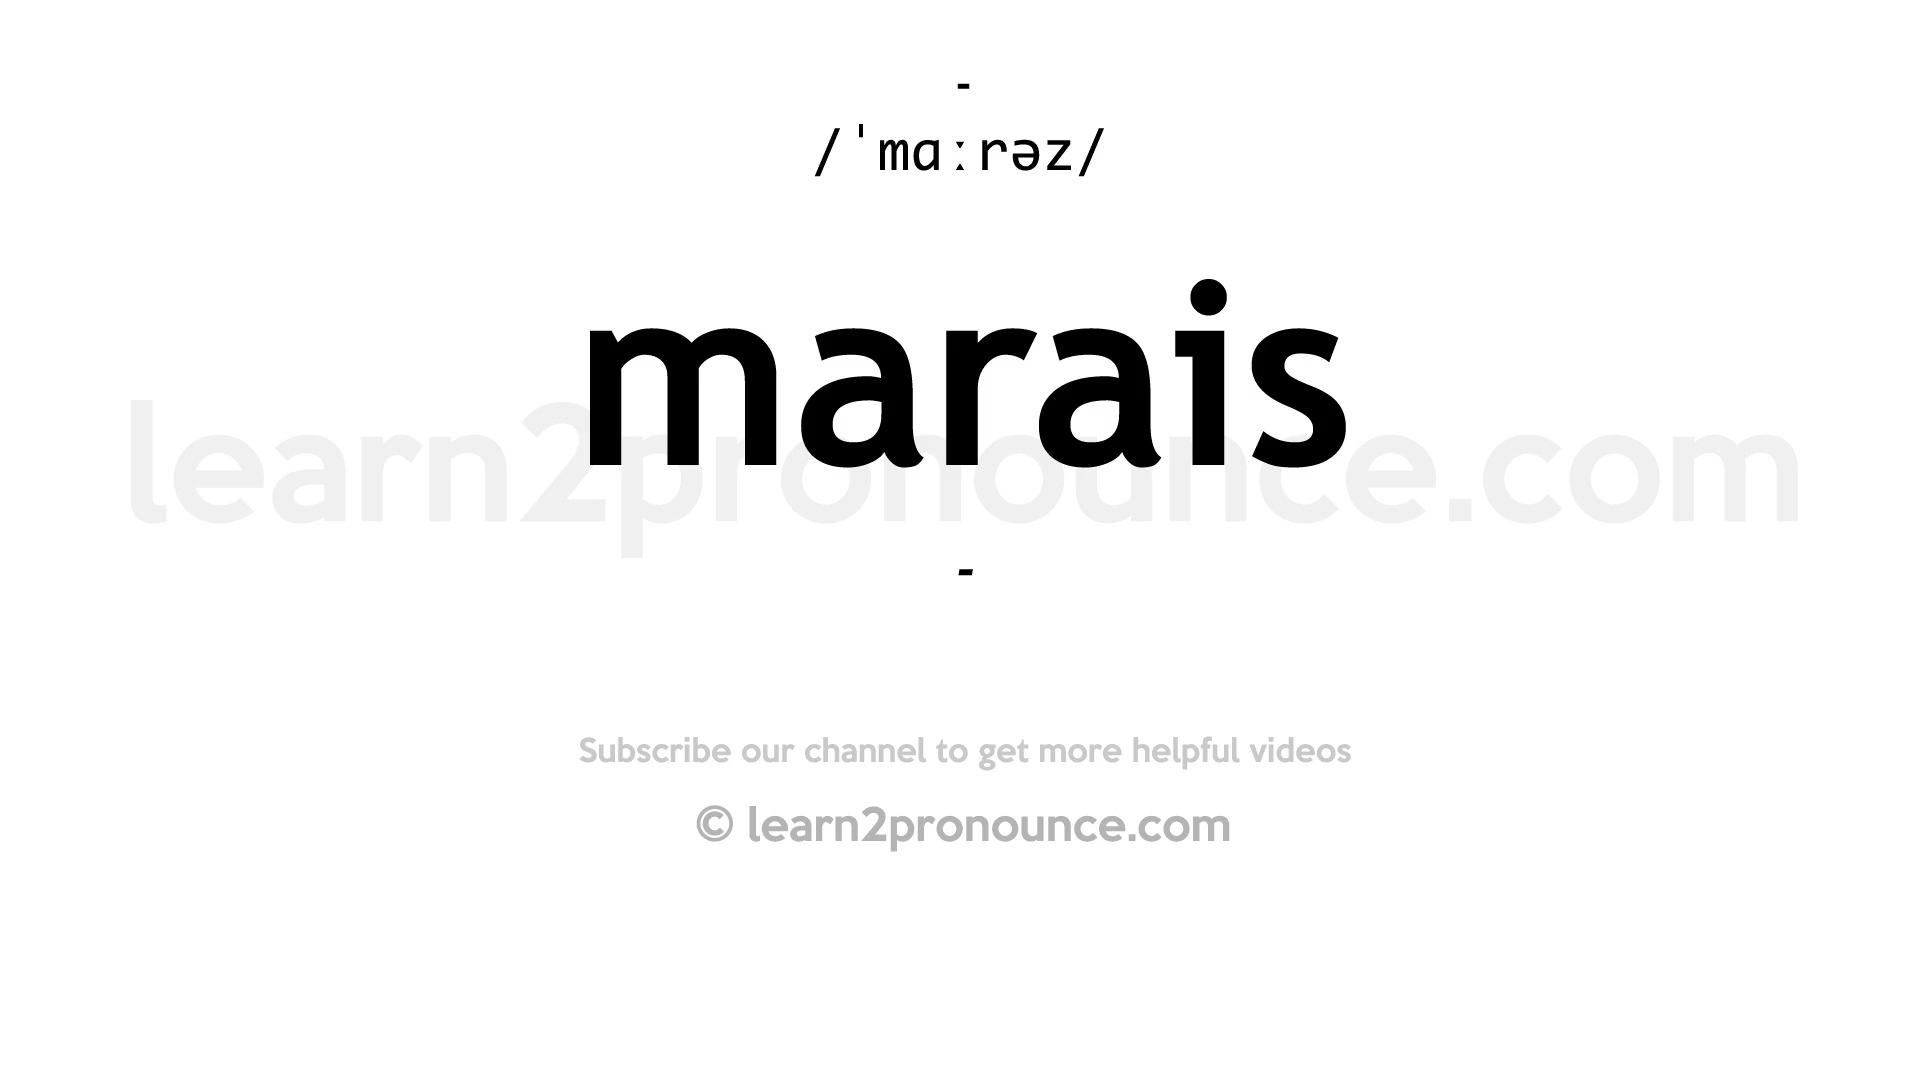 -
/ˈmɑːrəz/
marais
learn2pronounce.com
-
Subscribe our channel to get more helpful videos
© learn2pronounce.com